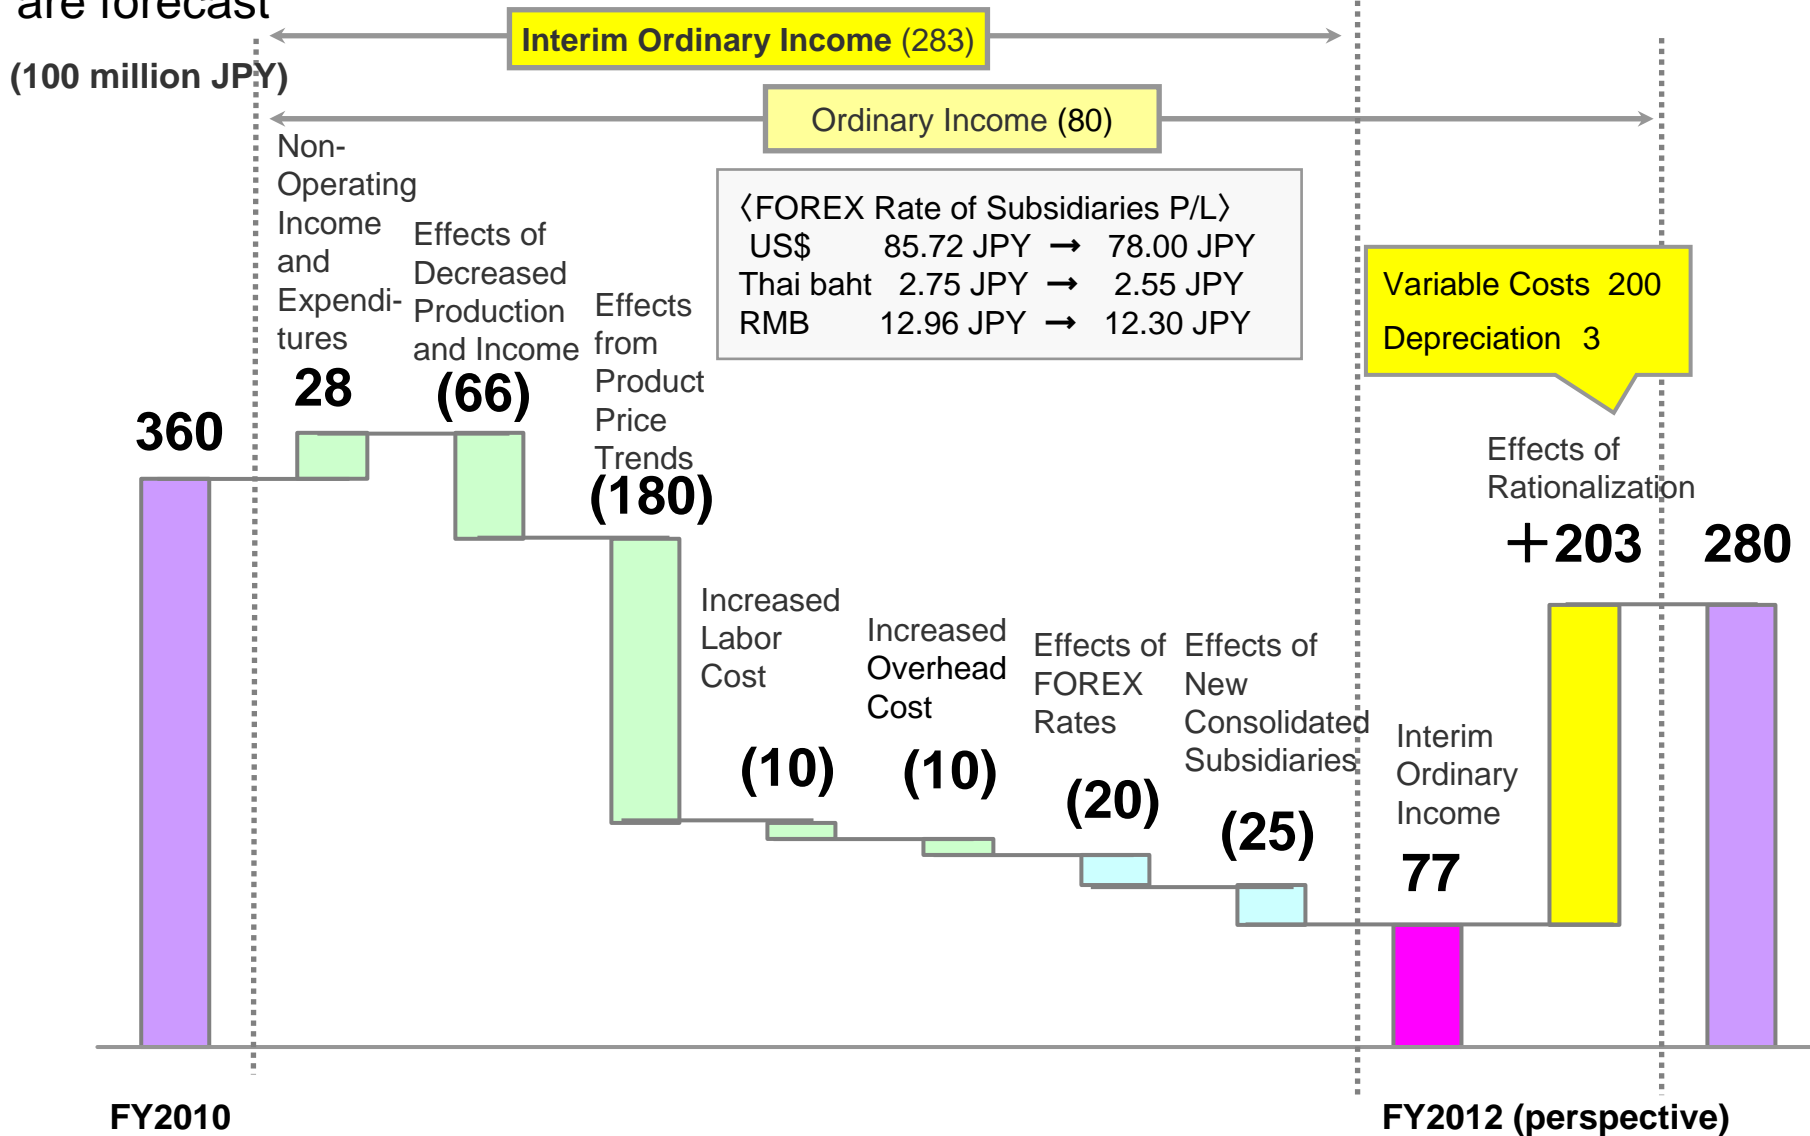 are forecast
(100 million JPY)
Interim Ordinary Income (283)
Ordinary Income (80)
Non-
Operating
Income
and
Expendi-
tures
28
Effects of
Decreased
Production
and Income
(66)
Effects
from
Product
Price
Trends
(180)
〈FOREX Rate of Subsidiaries P/L〉
US$ 85.72 JPY → 78.00 JPY
Thai baht 2.75 JPY → 2.55 JPY
RMB 12.96 JPY → 12.30 JPY
Variable Costs 200
Depreciation 3
360
Increased
Labor
Cost
(10)
Increased
Overhead
Cost
(10)
Effects of
FOREX
Rates
(20)
Effects of
New
Consolidated
Subsidiaries
(25)
Interim
Ordinary
Income
77
Effects of
Rationalization
+203
280
FY2010
FY2012 (perspective)